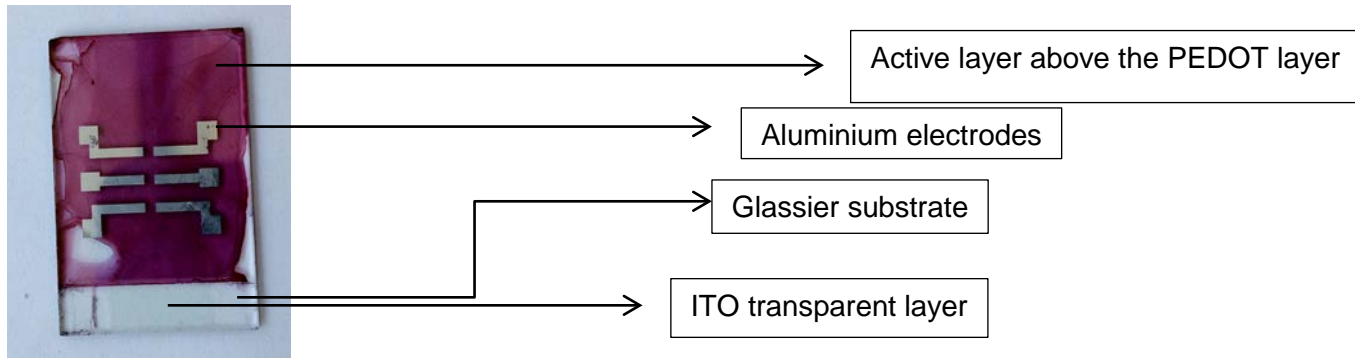 Active layer above the PEDOT layer
Aluminium electrodes
Glassier substrate
ITO transparent layer